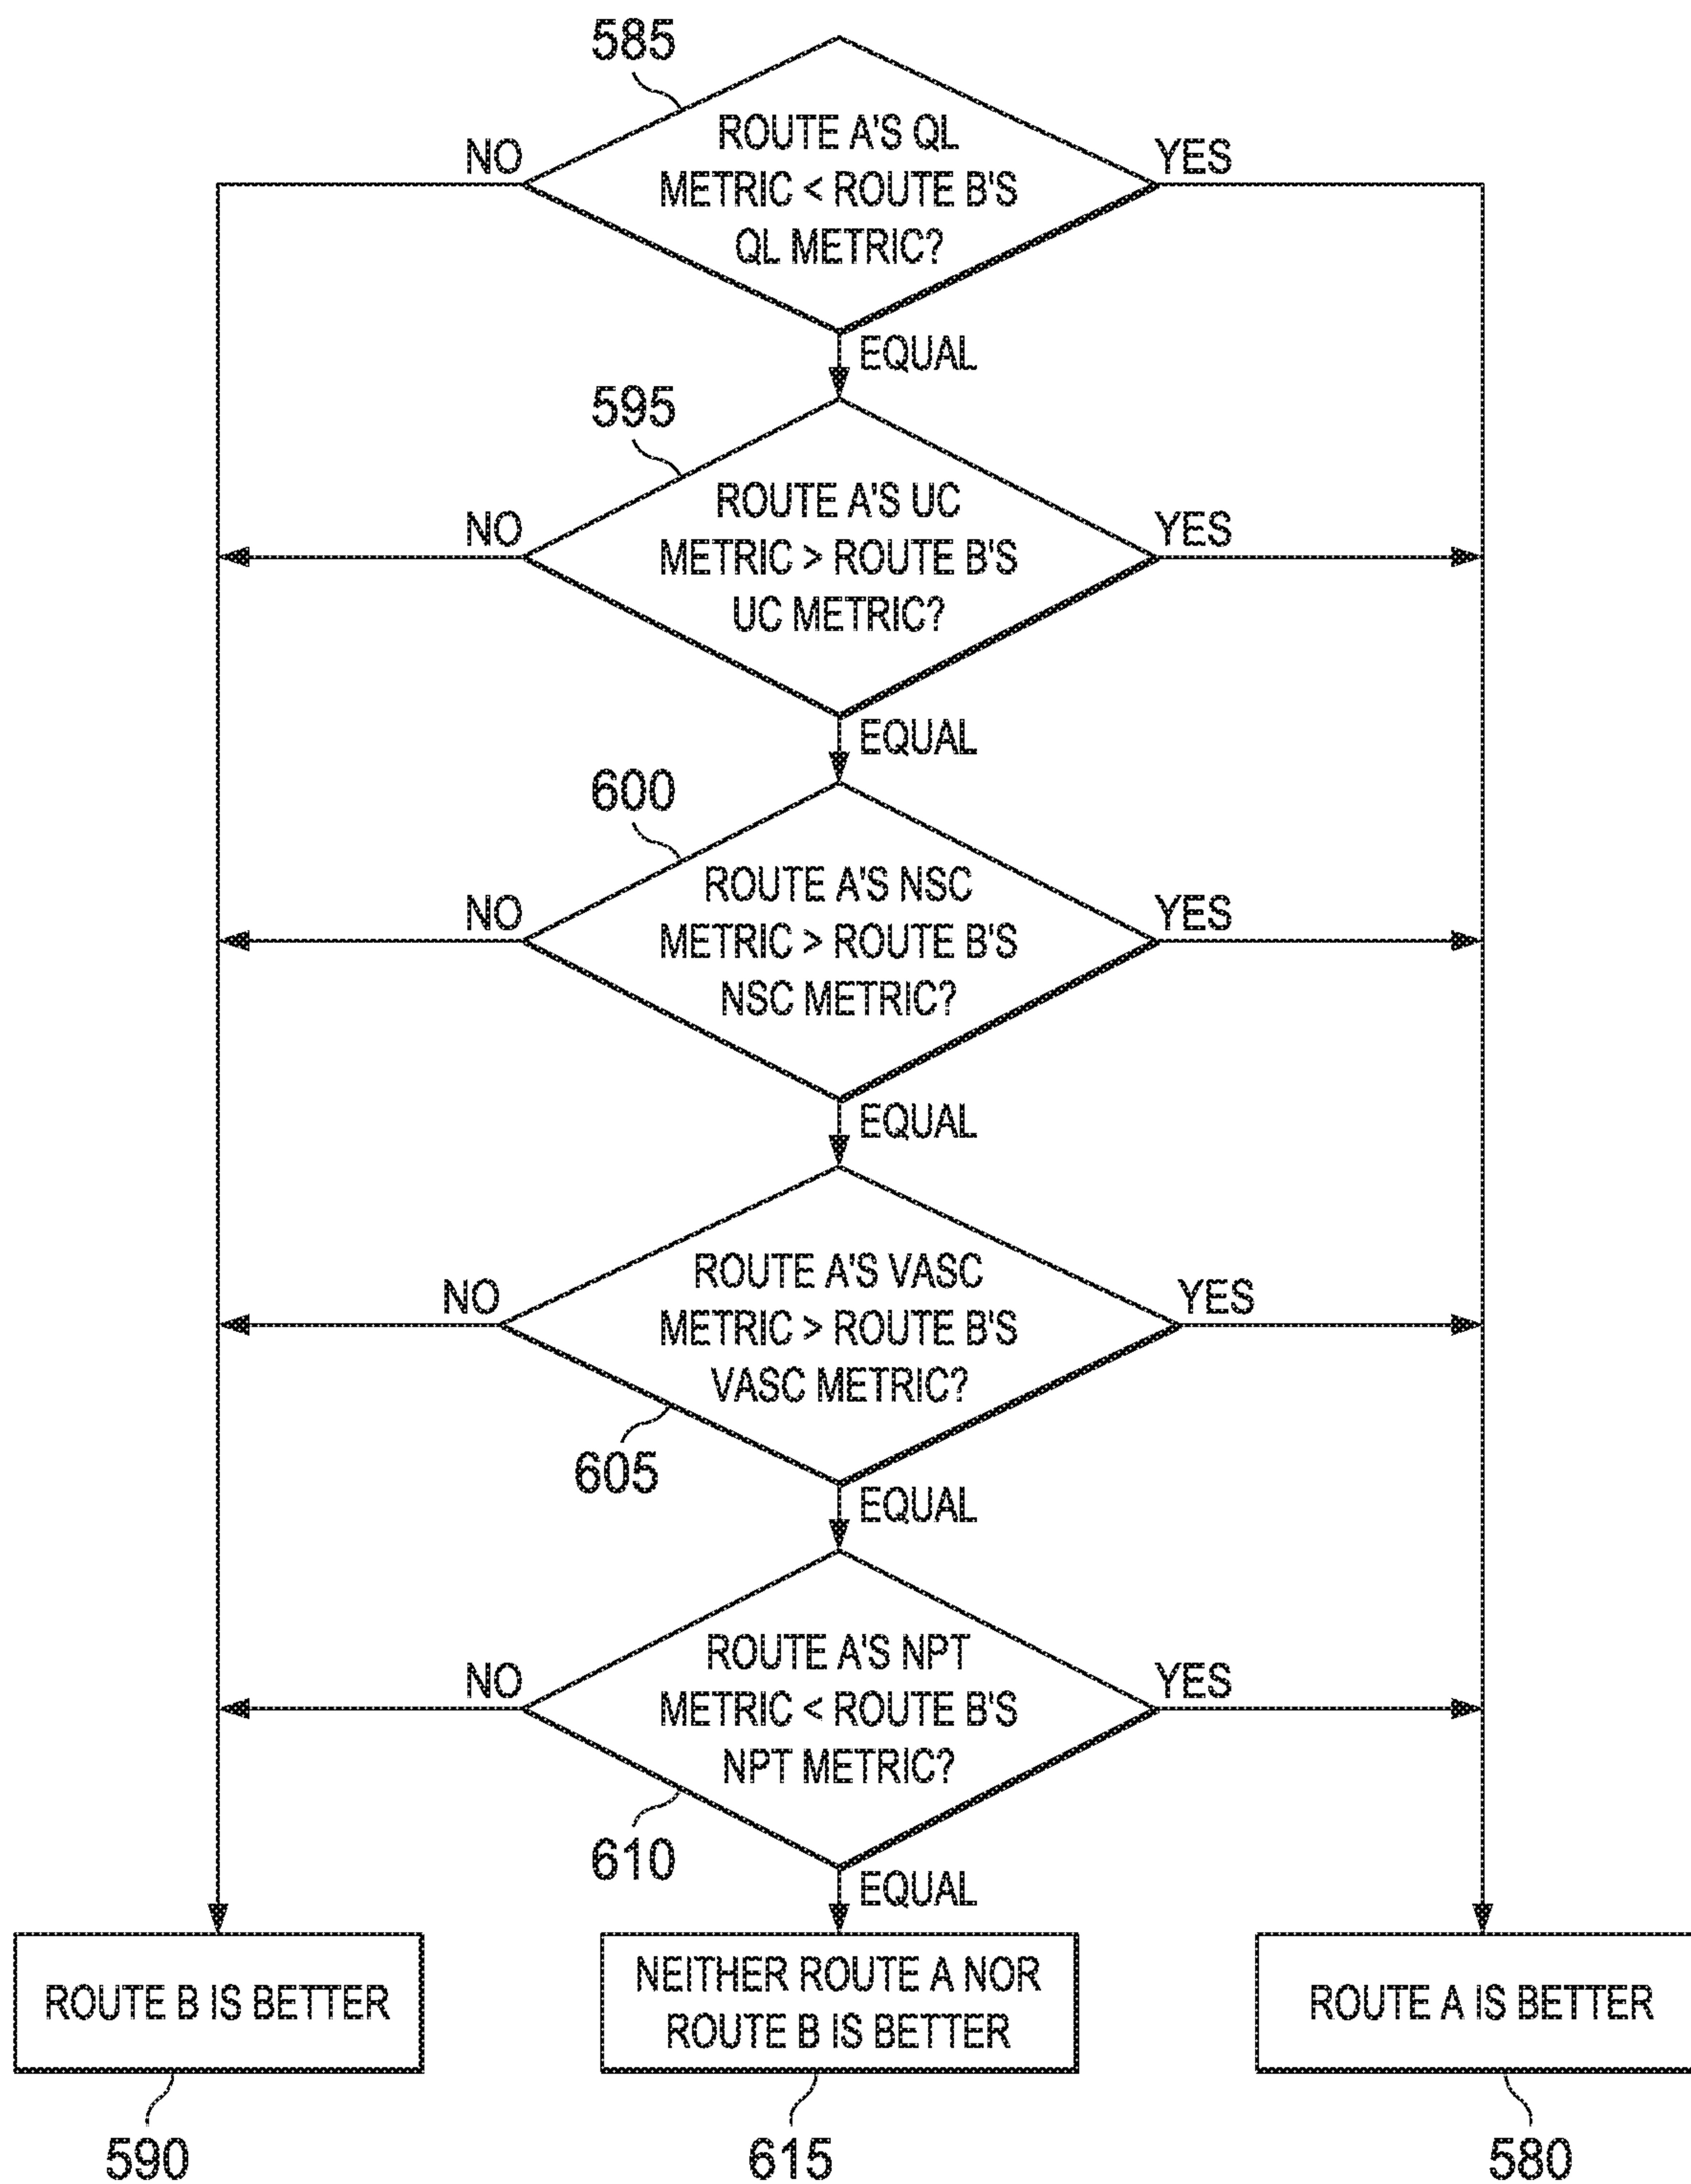 585
ROUTE A'S QL
METRIC < ROUTE B'S
QL METRIC?
NO
YES
EQUAL
595
ROUTE A'S UC
METRIC > ROUTE B'S
UC METRIC?
NO
YES
EQUAL
600
ROUTE A'S NSC
METRIC > ROUTE B'S
NSC METRIC?
NO
YES
EQUAL
ROUTE A'S VASC
METRIC > ROUTE B'S
VASC METRIC?
NO
YES
605
EQUAL
ROUTE A'S NPT
METRIC < ROUTE B'S
NPT METRIC?
NO
YES
610
EQUAL
ROUTE B IS BETTER
NEITHER ROUTE A NOR
ROUTE B IS BETTER
ROUTE A IS BETTER
590
615
580